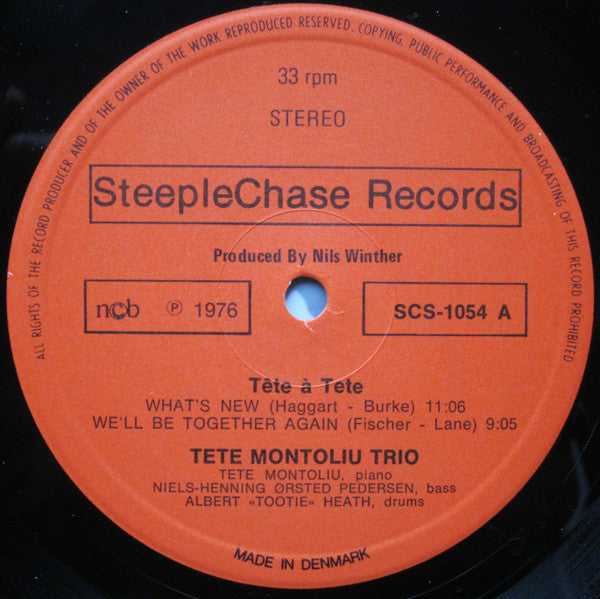 ALL RIGHTS OF THE RECORD PRODUCER AND OF THE OWNER OF THE WORK REPRODUCED RESERVED. COPYING, PUBLIC PERFORMANCE AND BROADCASTING OF THIS RECORD PROHIBITED
33 rpm
STEREO
SteepleChase Records
Produced By Nils Winther
ncb ℗ 1976
SCS-1054 A
Tête à Tete
WHAT'S NEW (Haggart - Burke) 11:06
WE'LL BE TOGETHER AGAIN (Fischer - Lane) 9:05
TETE MONTOLIU TRIO
TETE MONTOLIU, piano
NIELS-HENNING ØRSTED PEDERSEN, bass
ALBERT «TOOTIE» HEATH, drums
MADE IN DENMARK